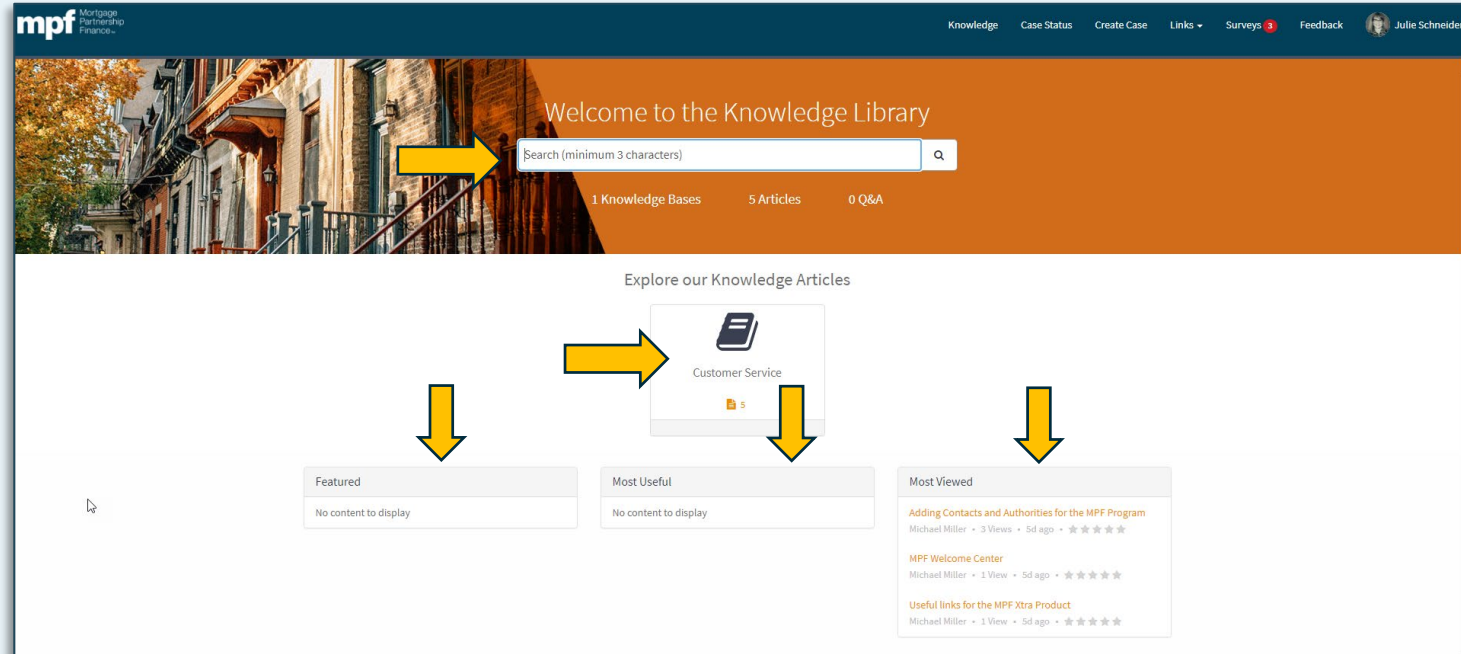 mpf Mortgage
Partnership
Finance™
Knowledge Case Status Create Case Links Surveys 3 Feedback Julie Schneider
Welcome to the Knowledge Library
Search (minimum 3 characters)
1 Knowledge Bases 5 Articles 0 Q&A
Explore our Knowledge Articles
Customer Service
5
Featured
No content to display
Most Useful
No content to display
Most Viewed
Adding Contacts and Authorities for the MPF Program
Michael Miller • 3 Views • 5d ago •
MPF Welcome Center
Michael Miller • 1 View • 5d ago •
Useful links for the MPF Xtra Product
Michael Miller • 1 View • 5d ago •